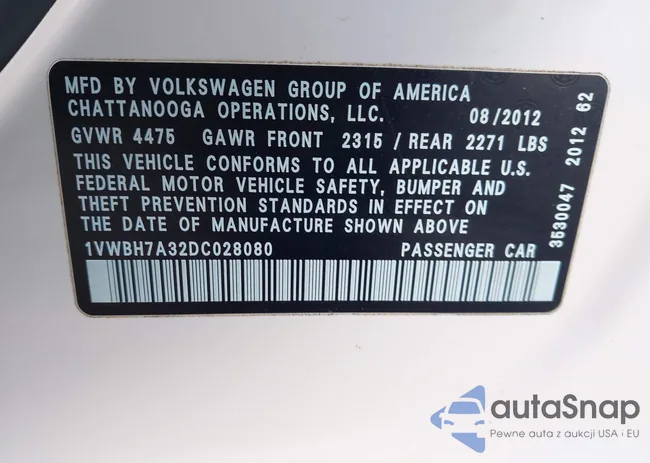 MFD BY VOLKSWAGEN GROUP OF AMERICA
CHATTANOOGA OPERATIONS, LLC. 08/2012
GVWR 4475 GAWR FRONT 2315 / REAR 2271 LBS
THIS VEHICLE CONFORMS TO ALL APPLICABLE U.S.
FEDERAL MOTOR VEHICLE SAFETY, BUMPER AND
THEFT PREVENTION STANDARDS IN EFFECT ON
THE DATE OF MANUFACTURE SHOWN ABOVE
1VWBH7A32DC028080 PASSENGER CAR
3530047 2012 62
autaSnap
Pewne auta z aukcji USA i EU